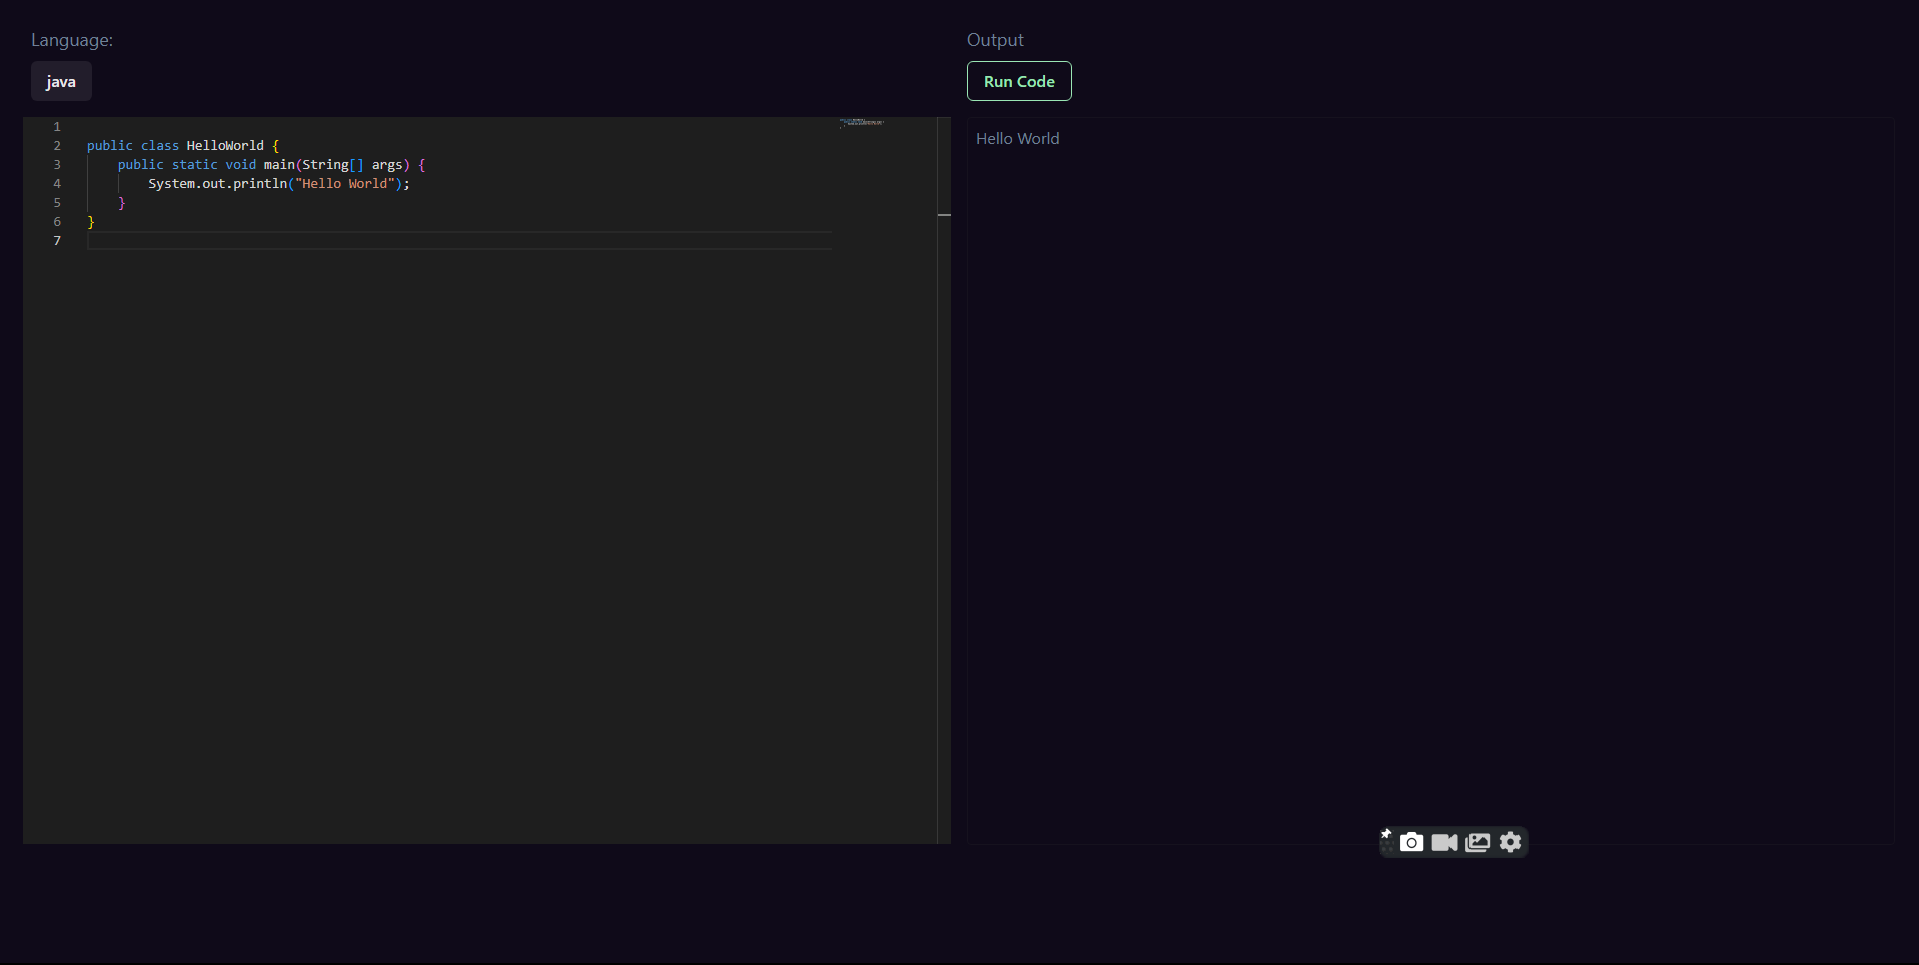 Language:
java
1
2 public class HelloWorld {
3     public static void main(String[] args) {
4         System.out.println("Hello World");
5     }
6 }
7
Output
Run Code
Hello World